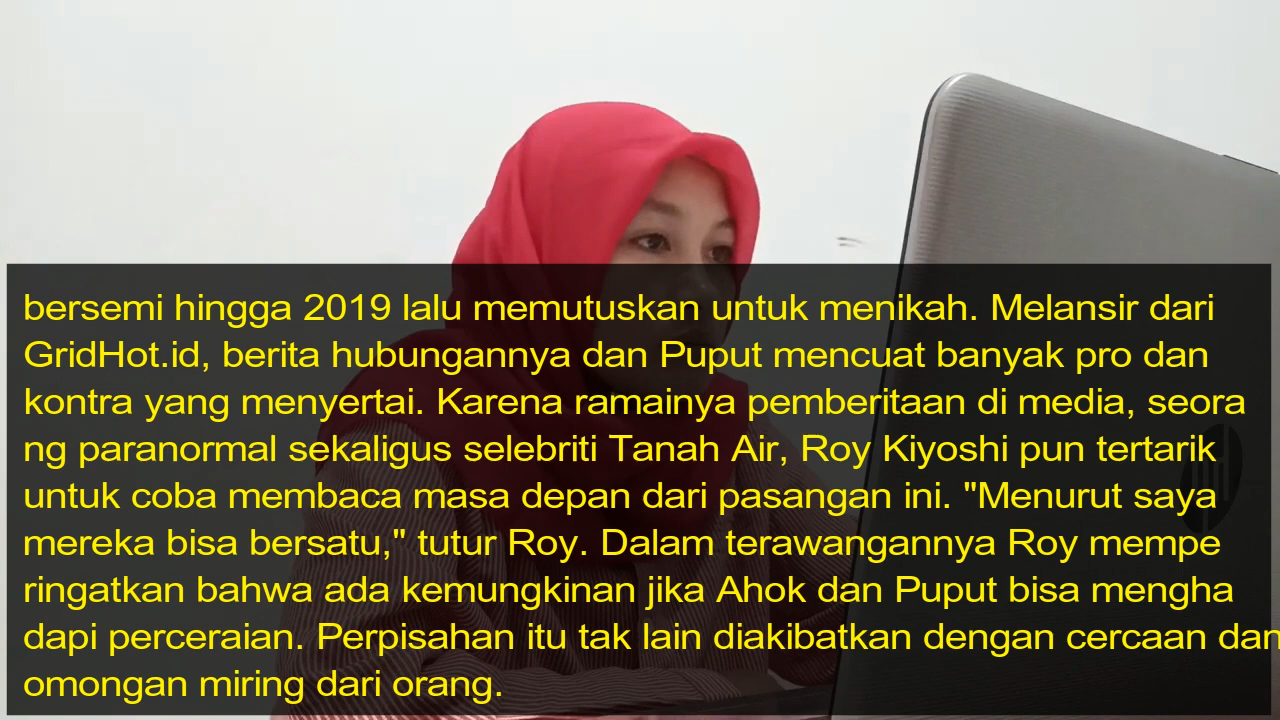 bersemi hingga 2019 lalu memutuskan untuk menikah. Melansir dari
GridHot.id, berita hubungannya dan Puput mencuat banyak pro dan
kontra yang menyertai. Karena ramainya pemberitaan di media, seora
ng paranormal sekaligus selebriti Tanah Air, Roy Kiyoshi pun tertarik
untuk coba membaca masa depan dari pasangan ini. "Menurut saya
mereka bisa bersatu," tutur Roy. Dalam terawangannya Roy mempe
ringatkan bahwa ada kemungkinan jika Ahok dan Puput bisa mengha
dapi perceraian. Perpisahan itu tak lain diakibatkan dengan cercaan dan
omongan miring dari orang.